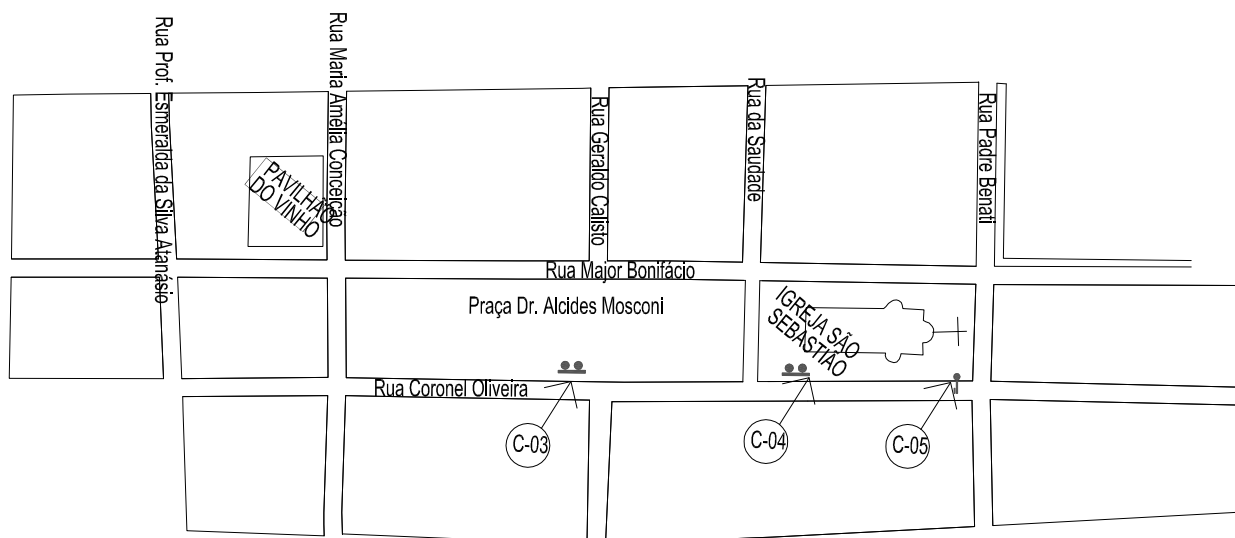 Rua Prof. Esmeralda da Silva Atanásio
Rua Maria Amélia Conceição
Rua Geraldo Calisto
Rua da Saudade
Rua Padre Benati
PAVILHÃO
DO VINHO
Rua Major Bonifácio
Praça Dr. Alcides Mosconi
IGREJA SÃO
SEBASTIÃO
Rua Coronel Oliveira
C-03
C-04
C-05